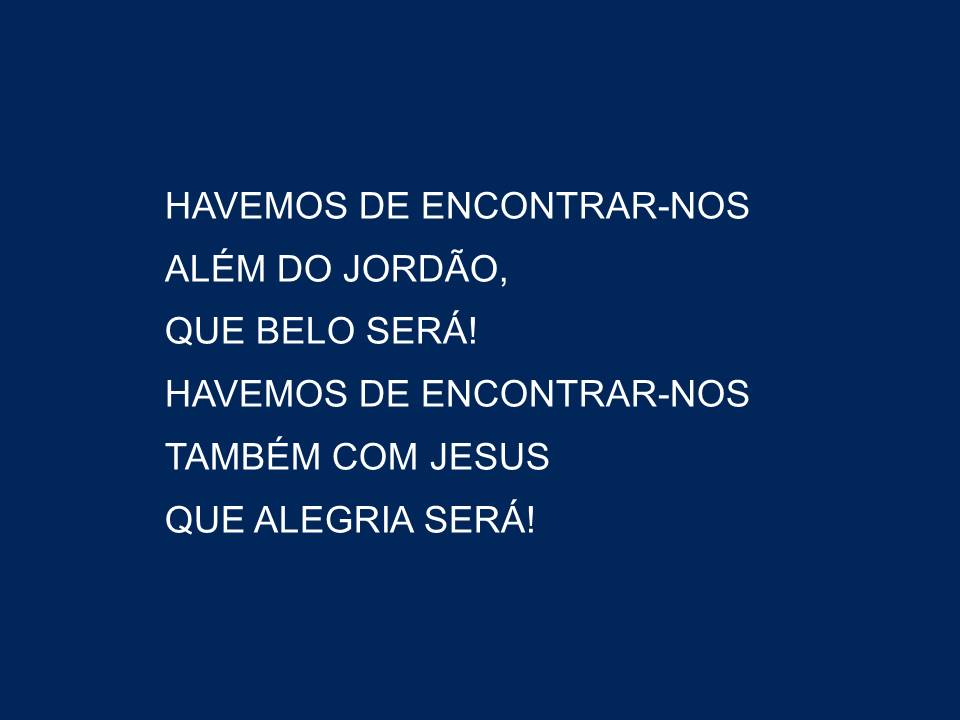 HAVEMOS DE ENCONTRAR-NOS
ALÉM DO JORDÃO,
QUE BELO SERÁ!
HAVEMOS DE ENCONTRAR-NOS
TAMBÉM COM JESUS
QUE ALEGRIA SERÁ!